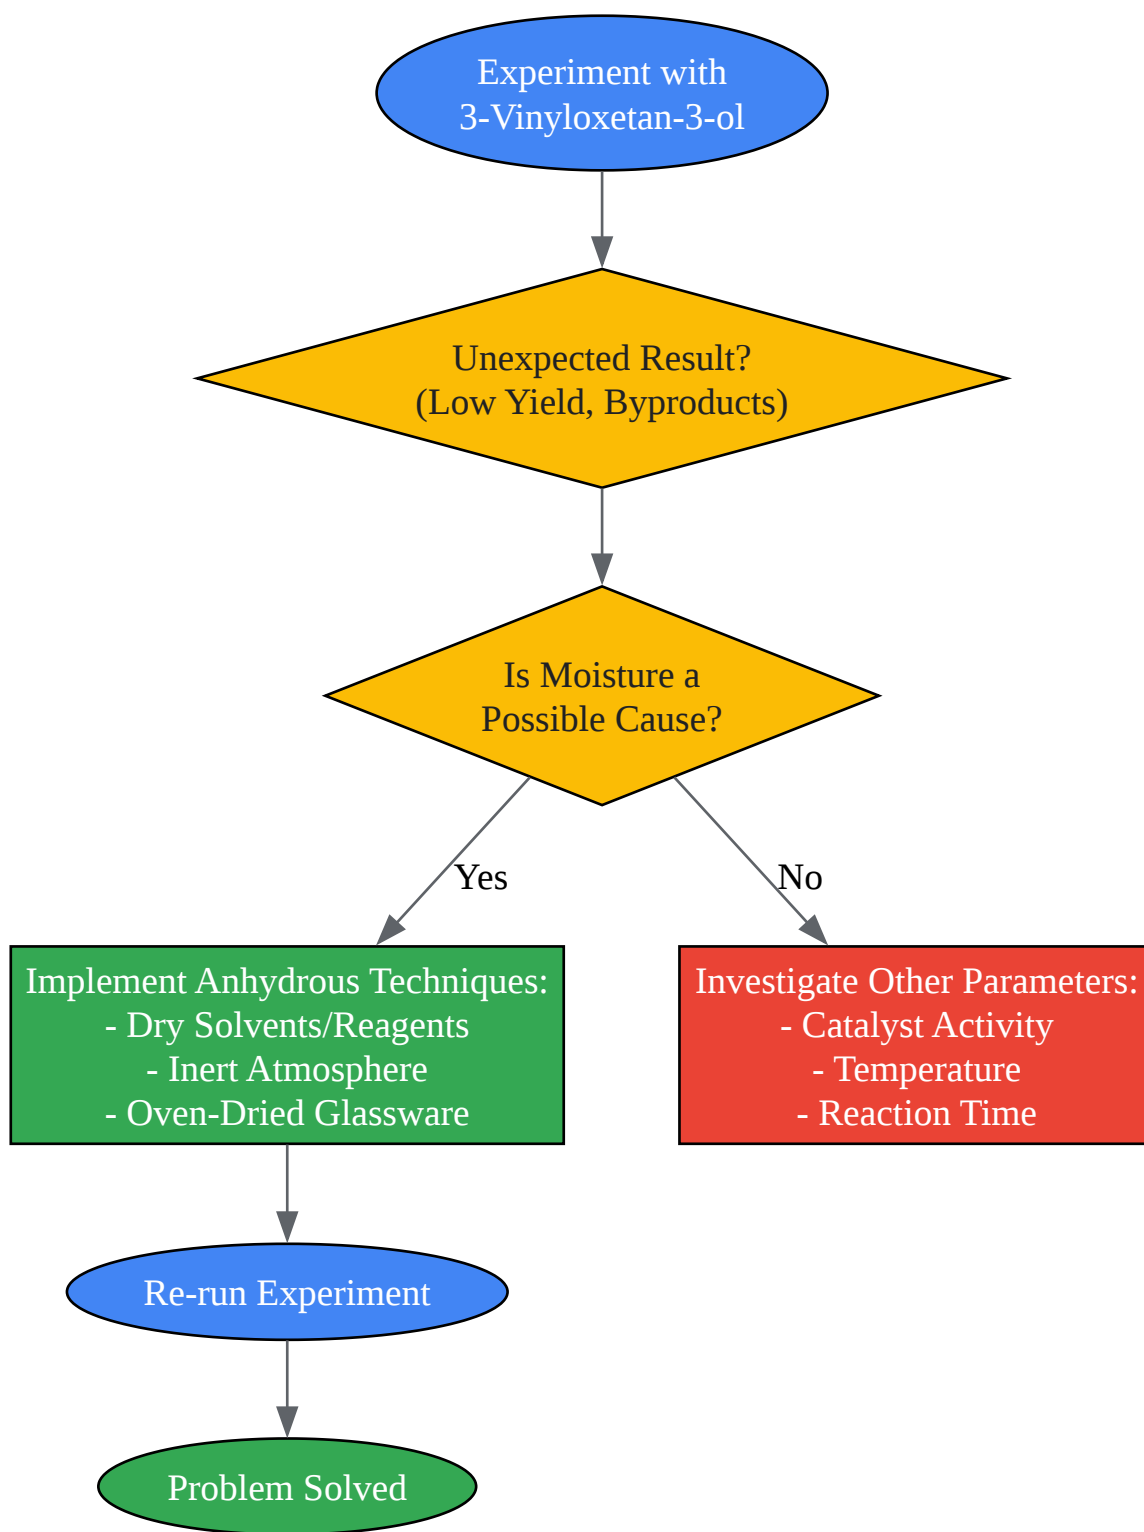 Experiment with
3-Vinyloxetan-3-ol
Unexpected Result?
(Low Yield, Byproducts)
Is Moisture a
Possible Cause?
Yes
No
Implement Anhydrous Techniques:
- Dry Solvents/Reagents
- Inert Atmosphere
- Oven-Dried Glassware
Investigate Other Parameters:
- Catalyst Activity
- Temperature
- Reaction Time
Re-run Experiment
Problem Solved